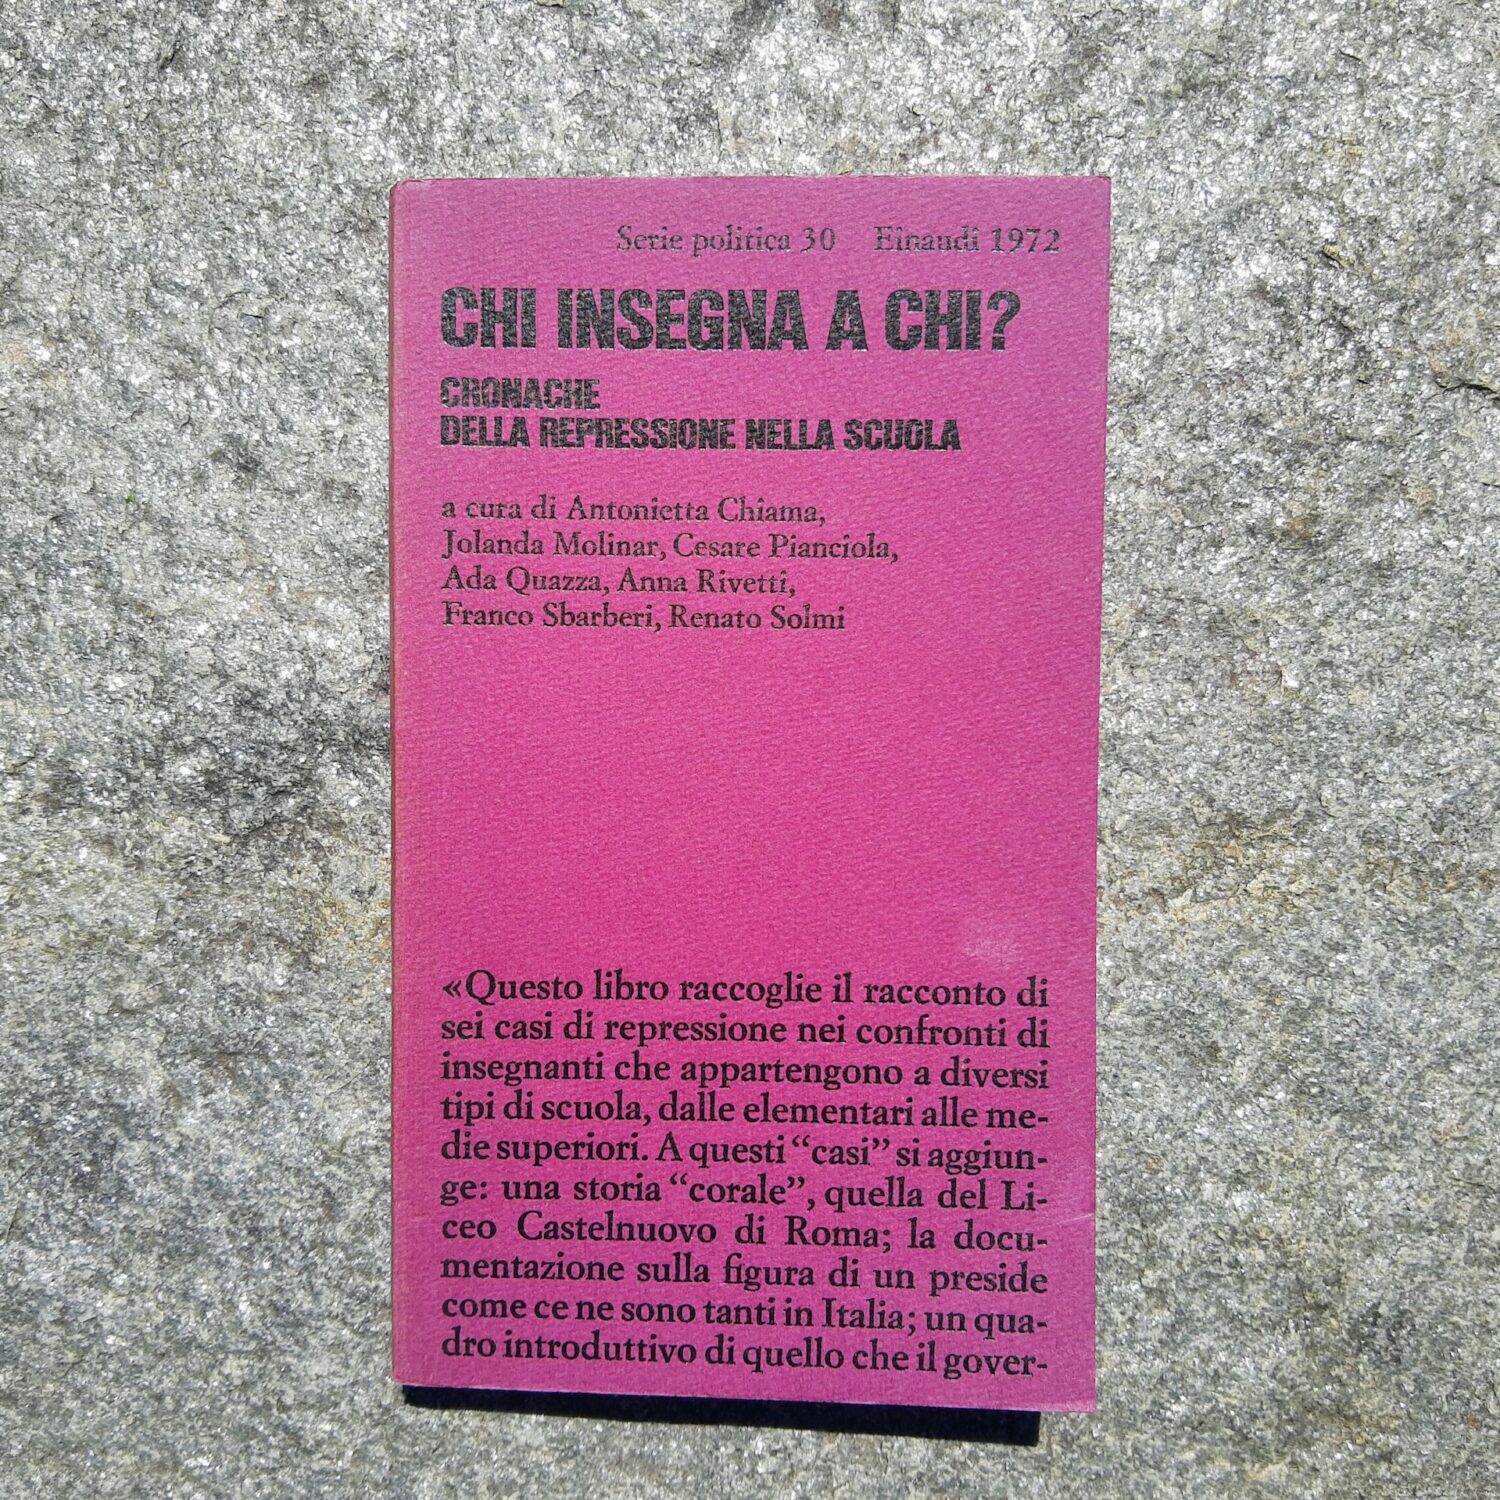 Serie politica 30 Einaudi 1972
CHI INSEGNA A CHI?
CRONACHE
DELLA REPRESSIONE NELLA SCUOLA
a cura di Antonietta Chiama,
Jolanda Molinar, Cesare Pianciola,
Ada Quazza, Anna Rivetti,
Franco Sbarberi, Renato Solmi
«Questo libro raccoglie il racconto di
sei casi di repressione nei confronti di
insegnanti che appartengono a diversi
tipi di scuola, dalle elementari alle me-
die superiori. A questi “casi” si aggiun-
ge: una storia “corale”, quella del Li-
ceo Castelnuovo di Roma; la docu-
mentazione sulla figura di un preside
come ce ne sono tanti in Italia; un qua-
dro introduttivo di quello che il gover-